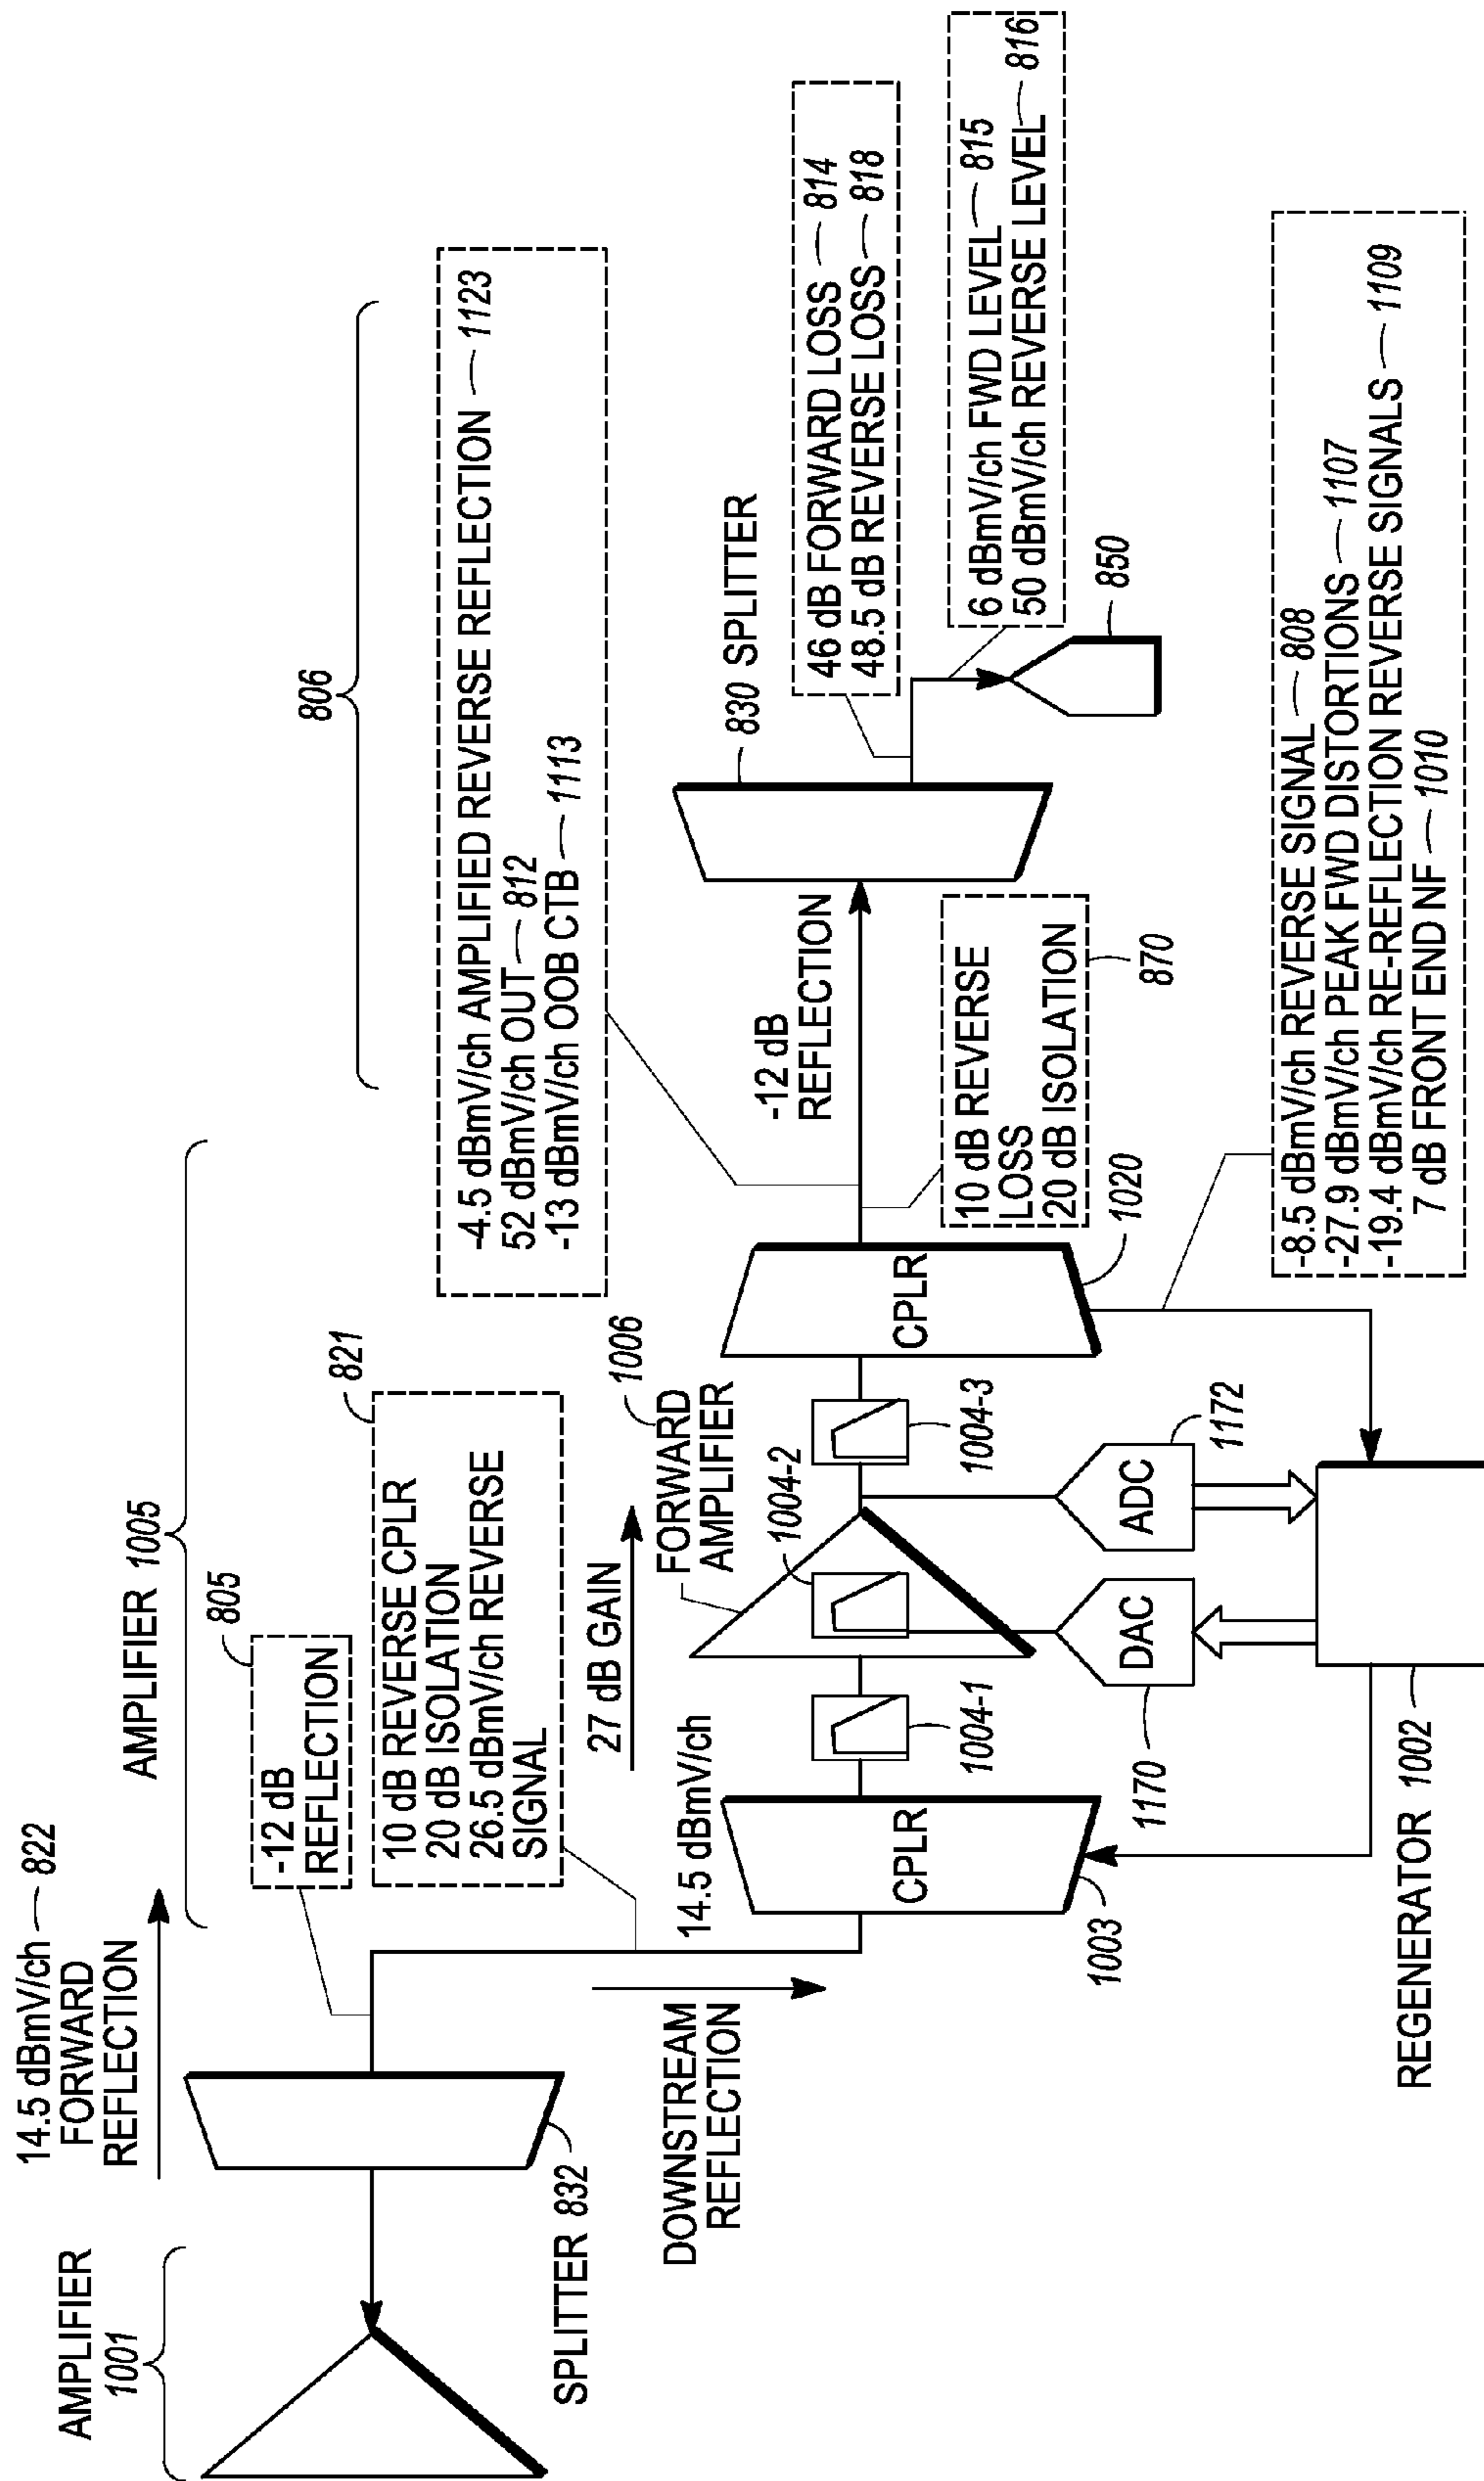 AMPLIFIER
1001
14.5 dBmV/ch 822
FORWARD
REFLECTION
SPLITTER 832
AMPLIFIER 1005
805
-12 dB
REFLECTION
821
10 dB REVERSE CPLR
20 dB ISOLATION
26.5 dBmV/ch REVERSE
SIGNAL
DOWNSTREAM
REFLECTION
14.5 dBmV/ch
27 dB GAIN
1006
FORWARD
AMPLIFIER
CPLR
1003
1004-1
1004-2
1004-3
CPLR
1020
DAC
1170
ADC
1172
REGENERATOR 1002
806
-4.5 dBmV/ch AMPLIFIED REVERSE REFLECTION 1123
52 dBmV/ch OUT 812
-13 dBmV/ch OOB CTB 1113
-12 dB
REFLECTION
10 dB REVERSE
LOSS
20 dB ISOLATION
870
830 SPLITTER
46 dB FORWARD LOSS 814
48.5 dB REVERSE LOSS 818
6 dBmV/ch FWD LEVEL 815
50 dBmV/ch REVERSE LEVEL 816
850
-8.5 dBmV/ch REVERSE SIGNAL 808
-27.9 dBmV/ch PEAK FWD DISTORTIONS 1107
-19.4 dBmV/ch RE-REFLECTION REVERSE SIGNALS 1109
7 dB FRONT END NF 1010